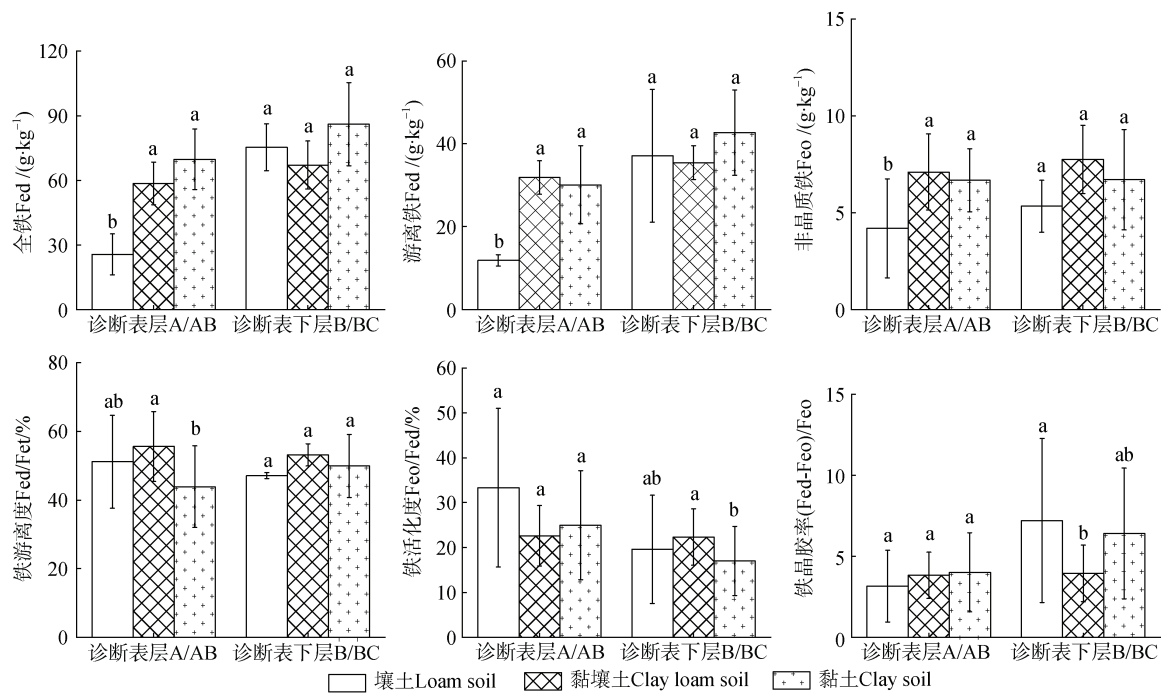 全铁Fed /(g·kg⁻¹)
120
90
60
30
0
b
a
a
a
a
a
诊断表层A/AB
诊断表下层B/BC
游离铁Fed /(g·kg⁻¹)
60
40
20
0
b
a
a
a
a
a
诊断表层A/AB
诊断表下层B/BC
非晶质铁Feo /(g·kg⁻¹)
15
10
5
0
b
a
a
a
a
a
诊断表层A/AB
诊断表下层B/BC
铁游离度Fed/Fet/%
80
60
40
20
0
ab
a
b
a
a
a
诊断表层A/AB
诊断表下层B/BC
铁活化度Feo/Fed/%
60
50
40
30
20
10
0
a
a
a
ab
a
b
诊断表层A/AB
诊断表下层B/BC
铁晶胶率(Fed-Feo)/Feo
15
10
5
0
a
a
a
a
b
ab
诊断表层A/AB
诊断表下层B/BC
壤土Loam soil
黏壤土Clay loam soil
黏土Clay soil